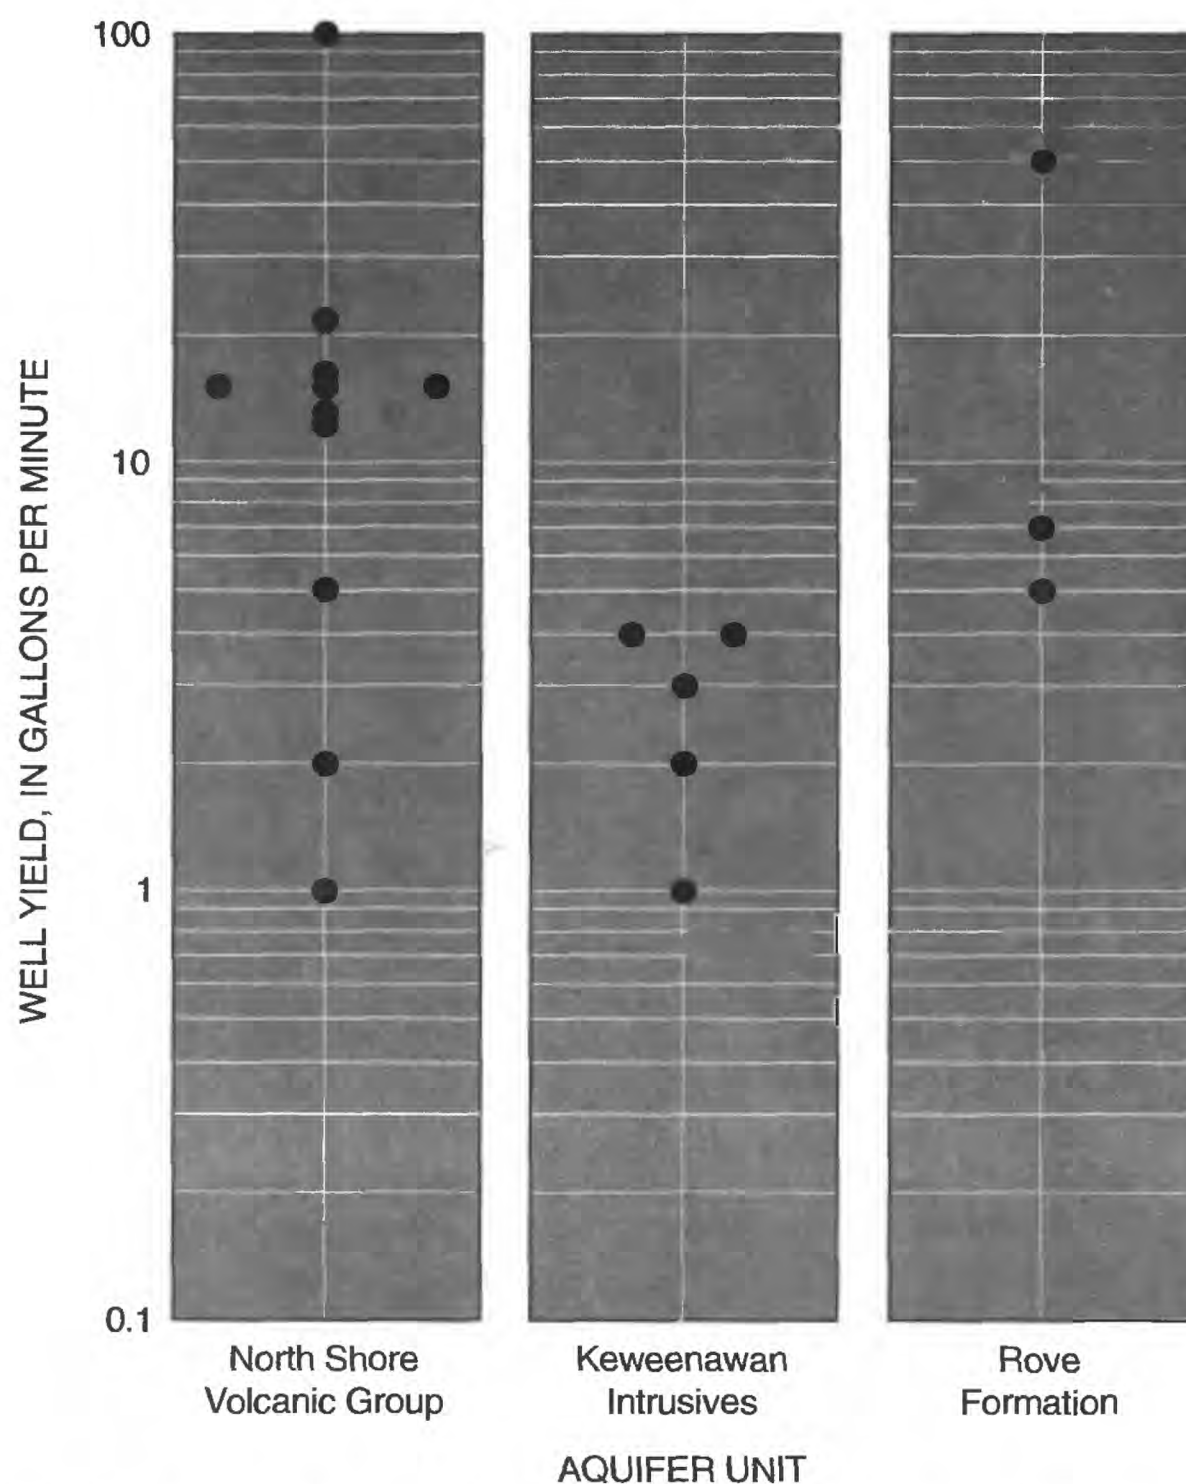 WELL YIELD, IN GALLONS PER MINUTE
100
10
1
0.1
North Shore
Volcanic Group
Keweenawan
Intrusives
Rove
Formation
AQUIFER UNIT